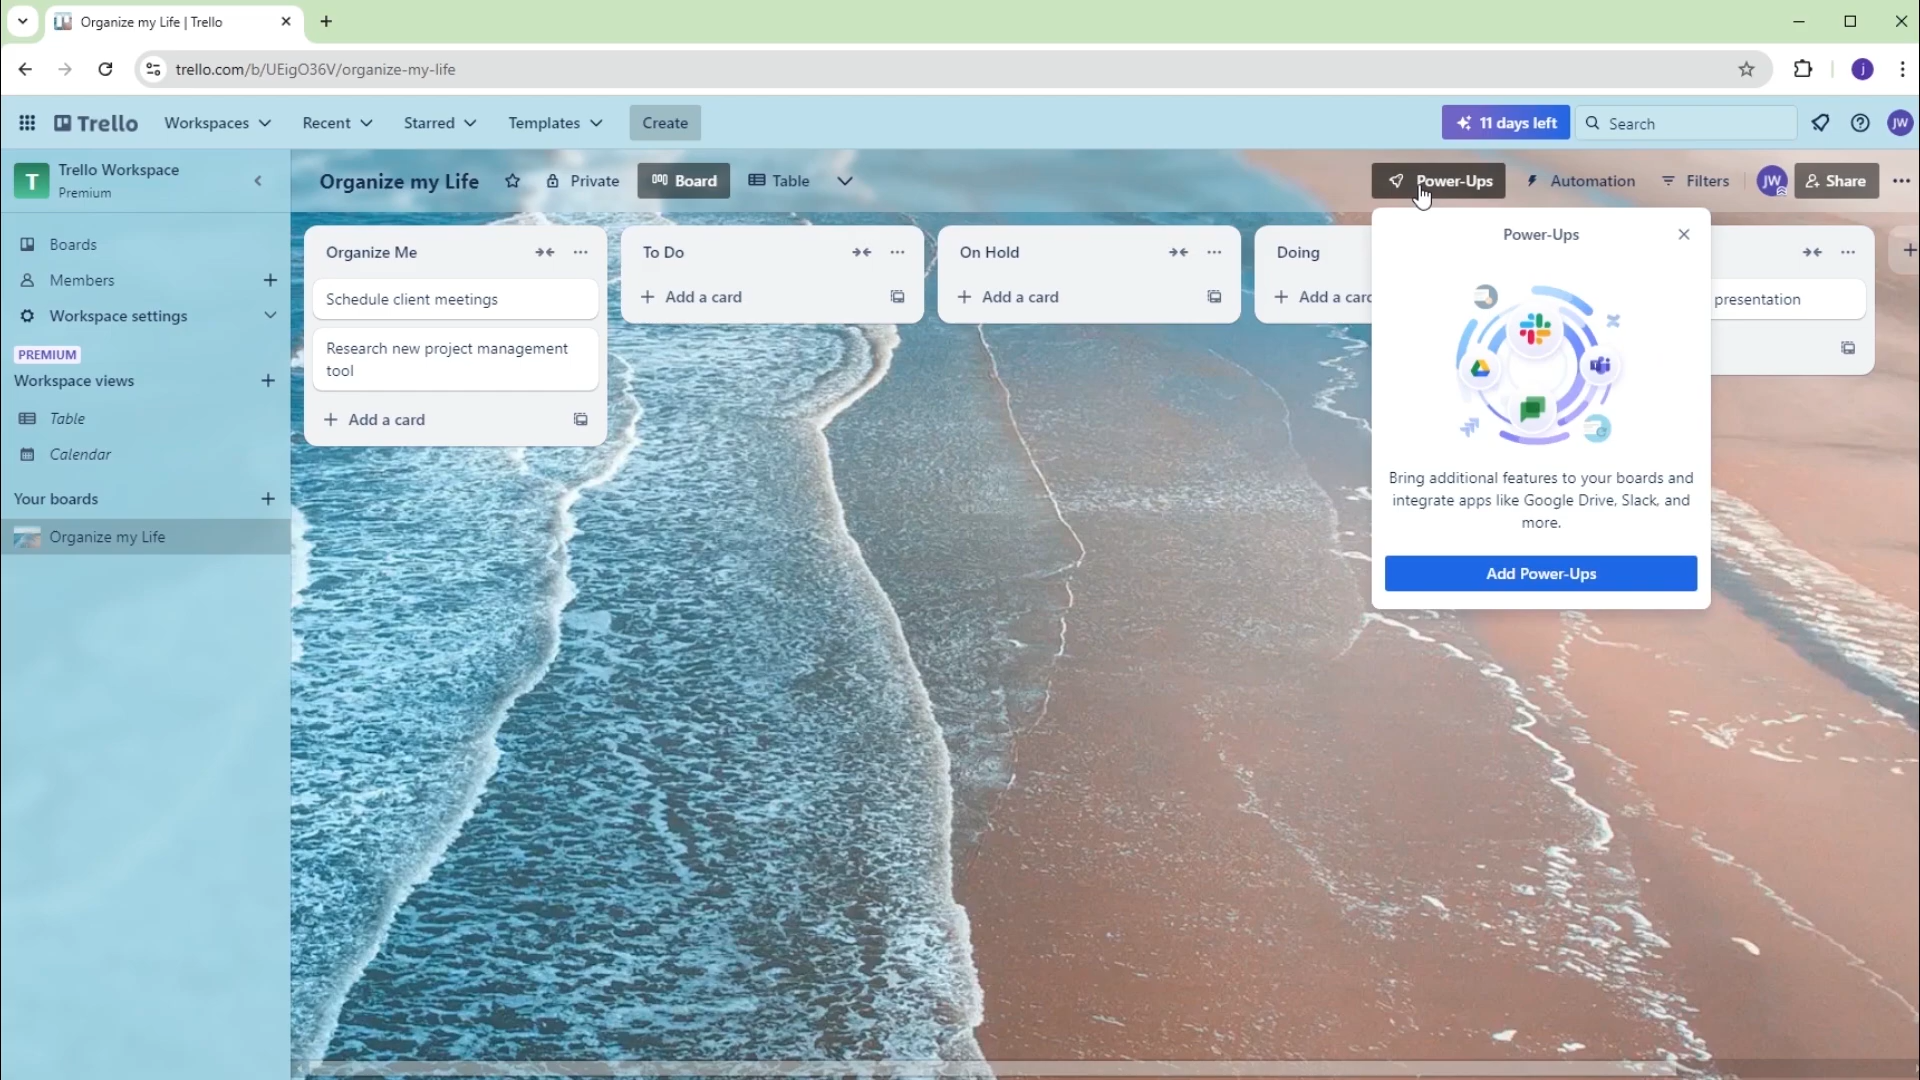 Organize my Life | Trello
trello.com/b/UEigO36V/organize-my-life
Trello
Workspaces
Recent
Starred
Templates
Create
11 days left
Search
JW
T
Trello Workspace
Premium
Organize my Life
Private
Board
Table
Power-Ups
Automation
Filters
JW
Share
Boards
Members
Workspace settings
PREMIUM
Workspace views
Table
Calendar
Your boards
Organize my Life
Organize Me
Schedule client meetings
Research new project management
tool
Add a card
To Do
Add a card
On Hold
Add a card
Doing
Add a card
Power-Ups
Bring additional features to your boards and
integrate apps like Google Drive, Slack, and
more.
Add Power-Ups
presentation
j